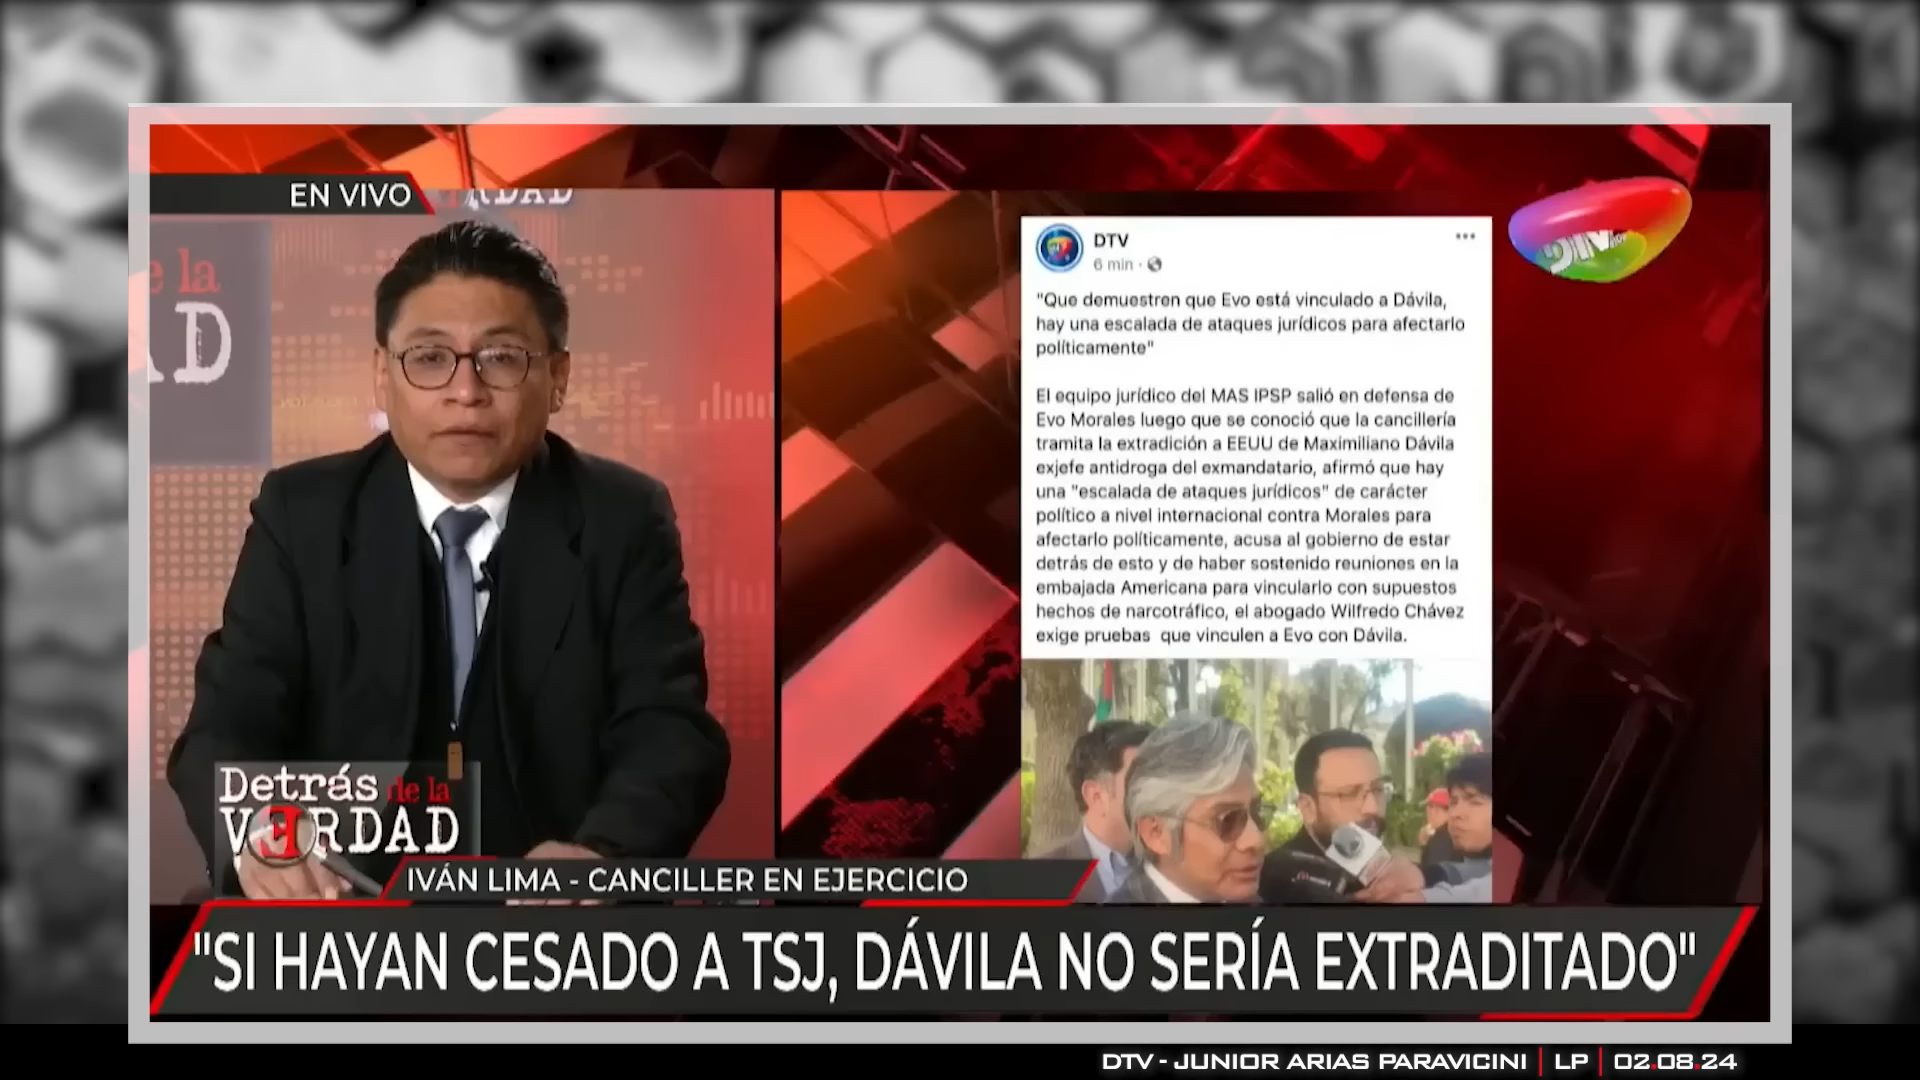 EN VIVO
RDAD
e la
AD
DTV
DTV
6 min
"Que demuestren que Evo está vinculado a Dávila,
hay una escalada de ataques jurídicos para afectarlo
políticamente"
El equipo jurídico del MAS IPSP salió en defensa de
Evo Morales luego que se conoció que la cancillería
tramita la extradición a EEUU de Maximiliano Dávila
exjefe antidroga del exmandatario, afirmó que hay
una "escalada de ataques jurídicos" de carácter
político a nivel internacional contra Morales para
afectarlo políticamente, acusa al gobierno de estar
detrás de esto y de haber sostenido reuniones en la
embajada Americana para vincularlo con supuestos
hechos de narcotráfico, el abogado Wilfredo Chávez
exige pruebas que vinculen a Evo con Dávila.
Detrás de la
VERDAD
IVÁN LIMA - CANCILLER EN EJERCICIO
"SI HAYAN CESADO A TSJ, DÁVILA NO SERÍA EXTRADITADO"
DTV - JUNIOR ARIAS PARAVICINI | LP | 02.08.24